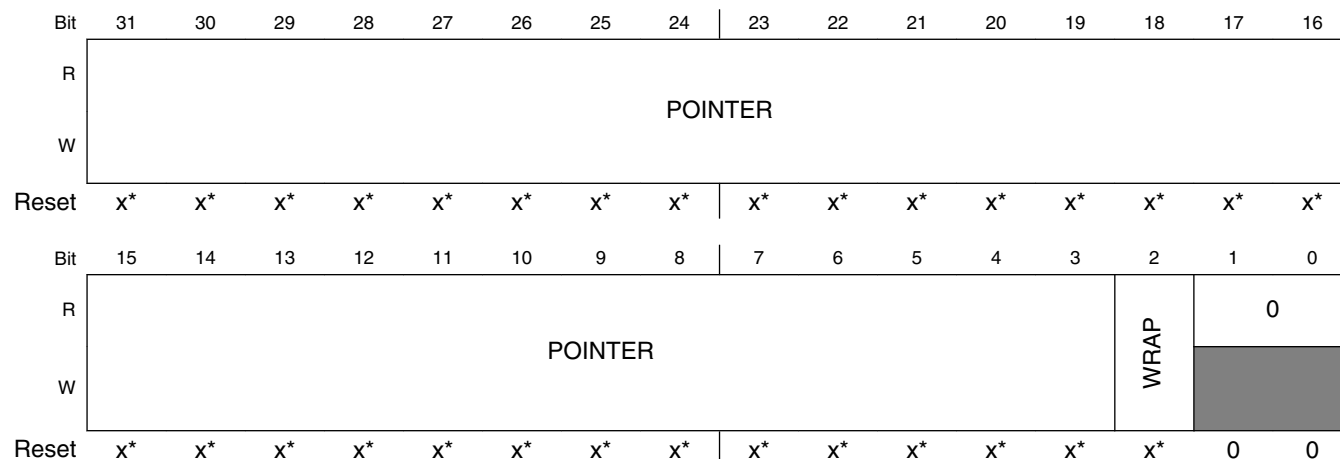 Bit 31 30 29 28 27 26 25 24 23 22 21 20 19 18 17 16
R
POINTER
W
Reset x* x* x* x* x* x* x* x* x* x* x* x* x* x* x* x*
Bit 15 14 13 12 11 10 9 8 7 6 5 4 3 2 1 0
R 0
POINTER WRAP
W
Reset x* x* x* x* x* x* x* x* x* x* x* x* x* x* 0 0